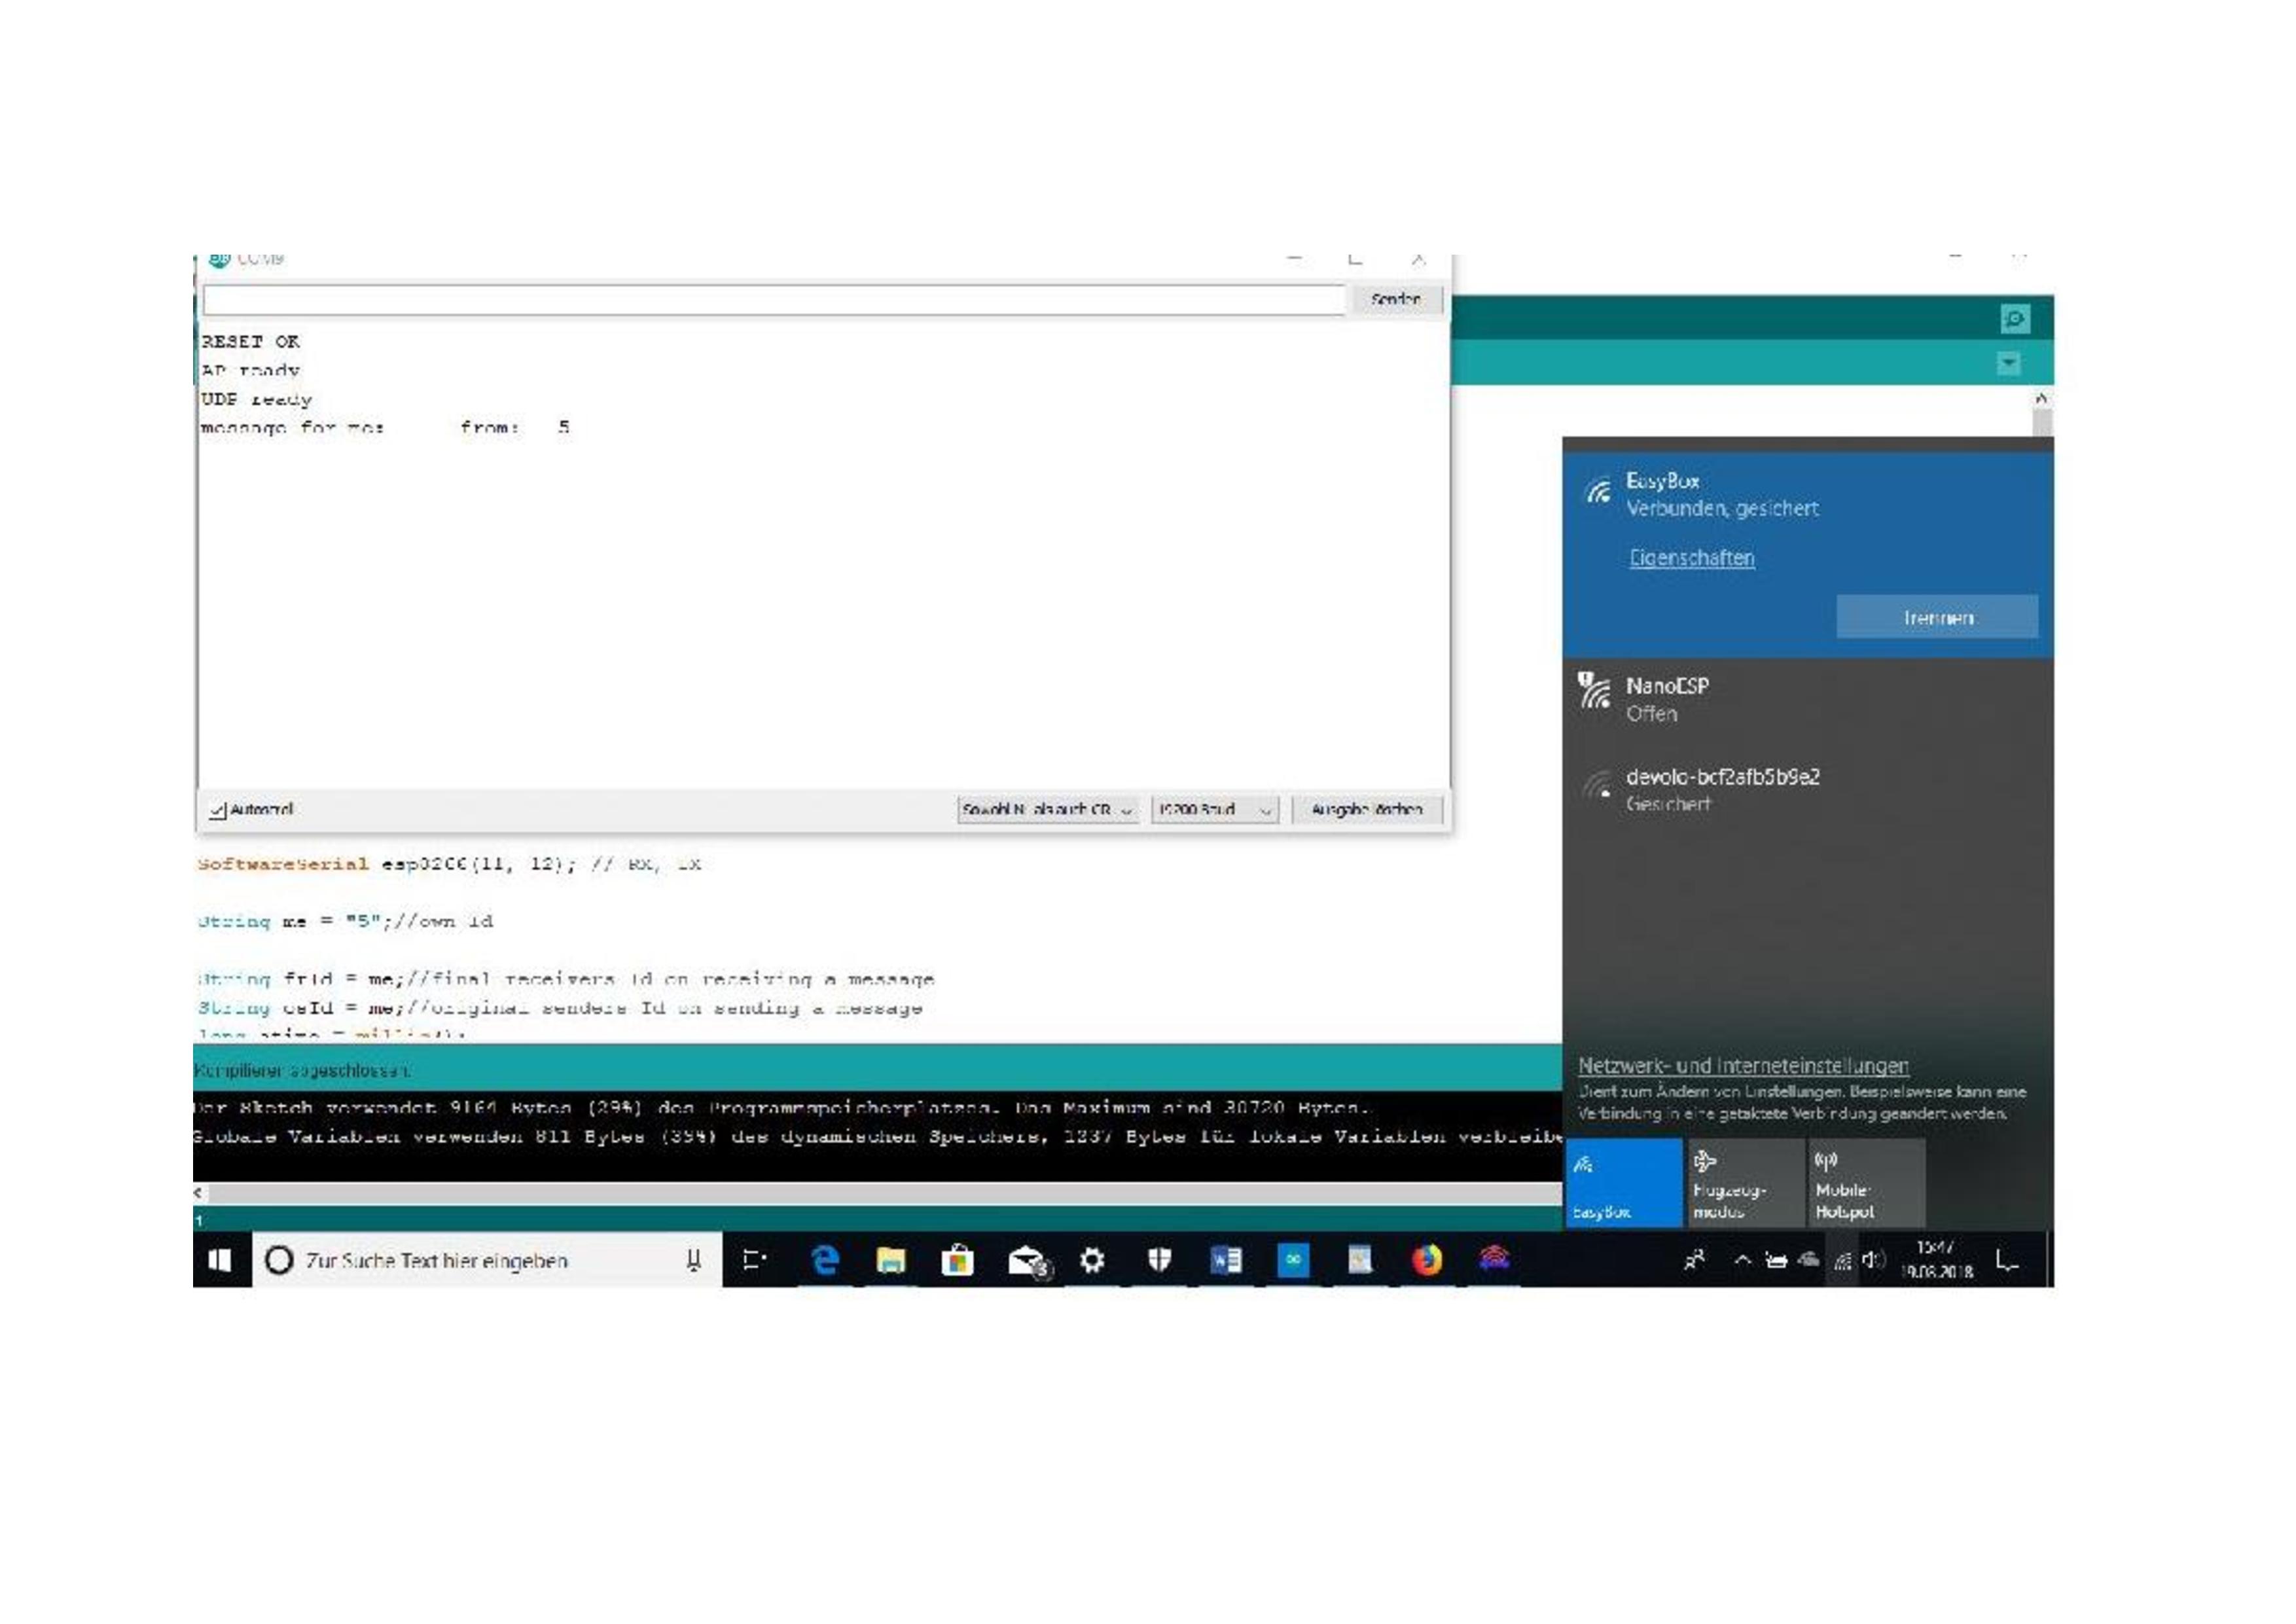 COM9
Senden
RESET OK
AP ready
UDP ready
message for me: from: 5
Autoscroll
Sowohl NL als auch CR
19200 Baud
Ausgabe löschen
SoftwareSerial esp8266(11, 12); // RX, TX
String me = "5";//own Id
String frId = me;//final receivers Id on receiving a message
String osId = me;//original senders Id on sending a message
Kompilieren abgeschlossen.
Der Sketch verwendet 9164 Bytes (29%) des Programmspeicherplatzes. Das Maximum sind 30720 Bytes.
Globale Variablen verwenden 811 Bytes (39%) des dynamischen Speichers, 1237 Bytes für lokale Variablen verbleibe
1
EasyBox
Verbunden, gesichert
Eigenschaften
Trennen
NanoESP
Offen
devolo-bcf2afb5b9e2
Gesichert
Netzwerk- und Interneteinstellungen
Dient zum Ändern von Einstellungen. Beispielsweise kann eine
Verbindung in eine getaktete Verbindung geändert werden.
EasyBox
Flugzeug-
modus
Mobiler
Hotspot
Zur Suche Text hier eingeben
3
15:47
19.08.2018